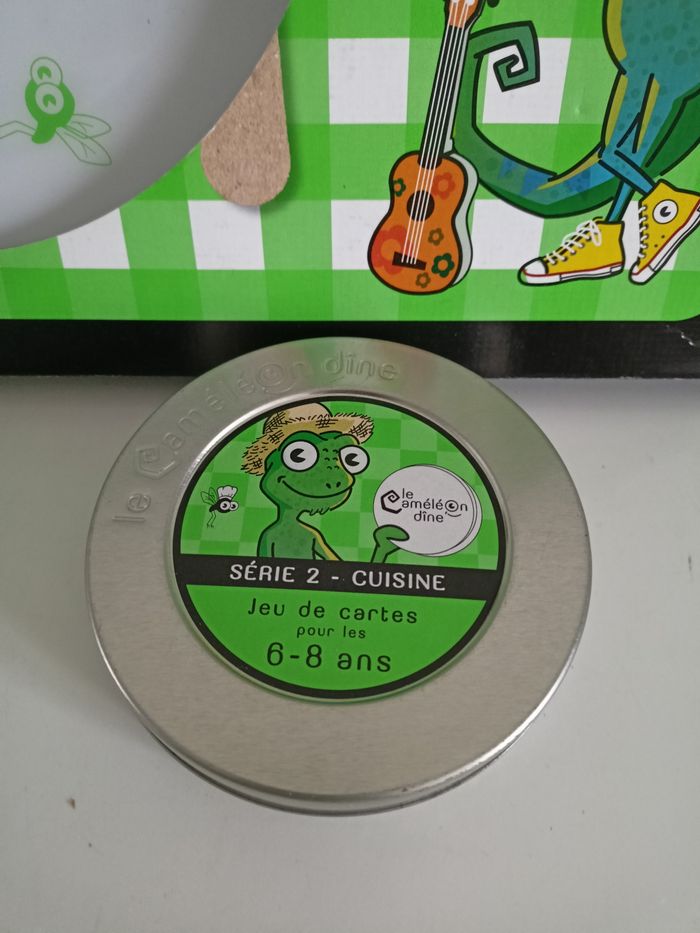 le Caméléon dîne
le
Caméléon
dîne
SÉRIE 2 - CUISINE
Jeu de cartes
pour les
6-8 ans